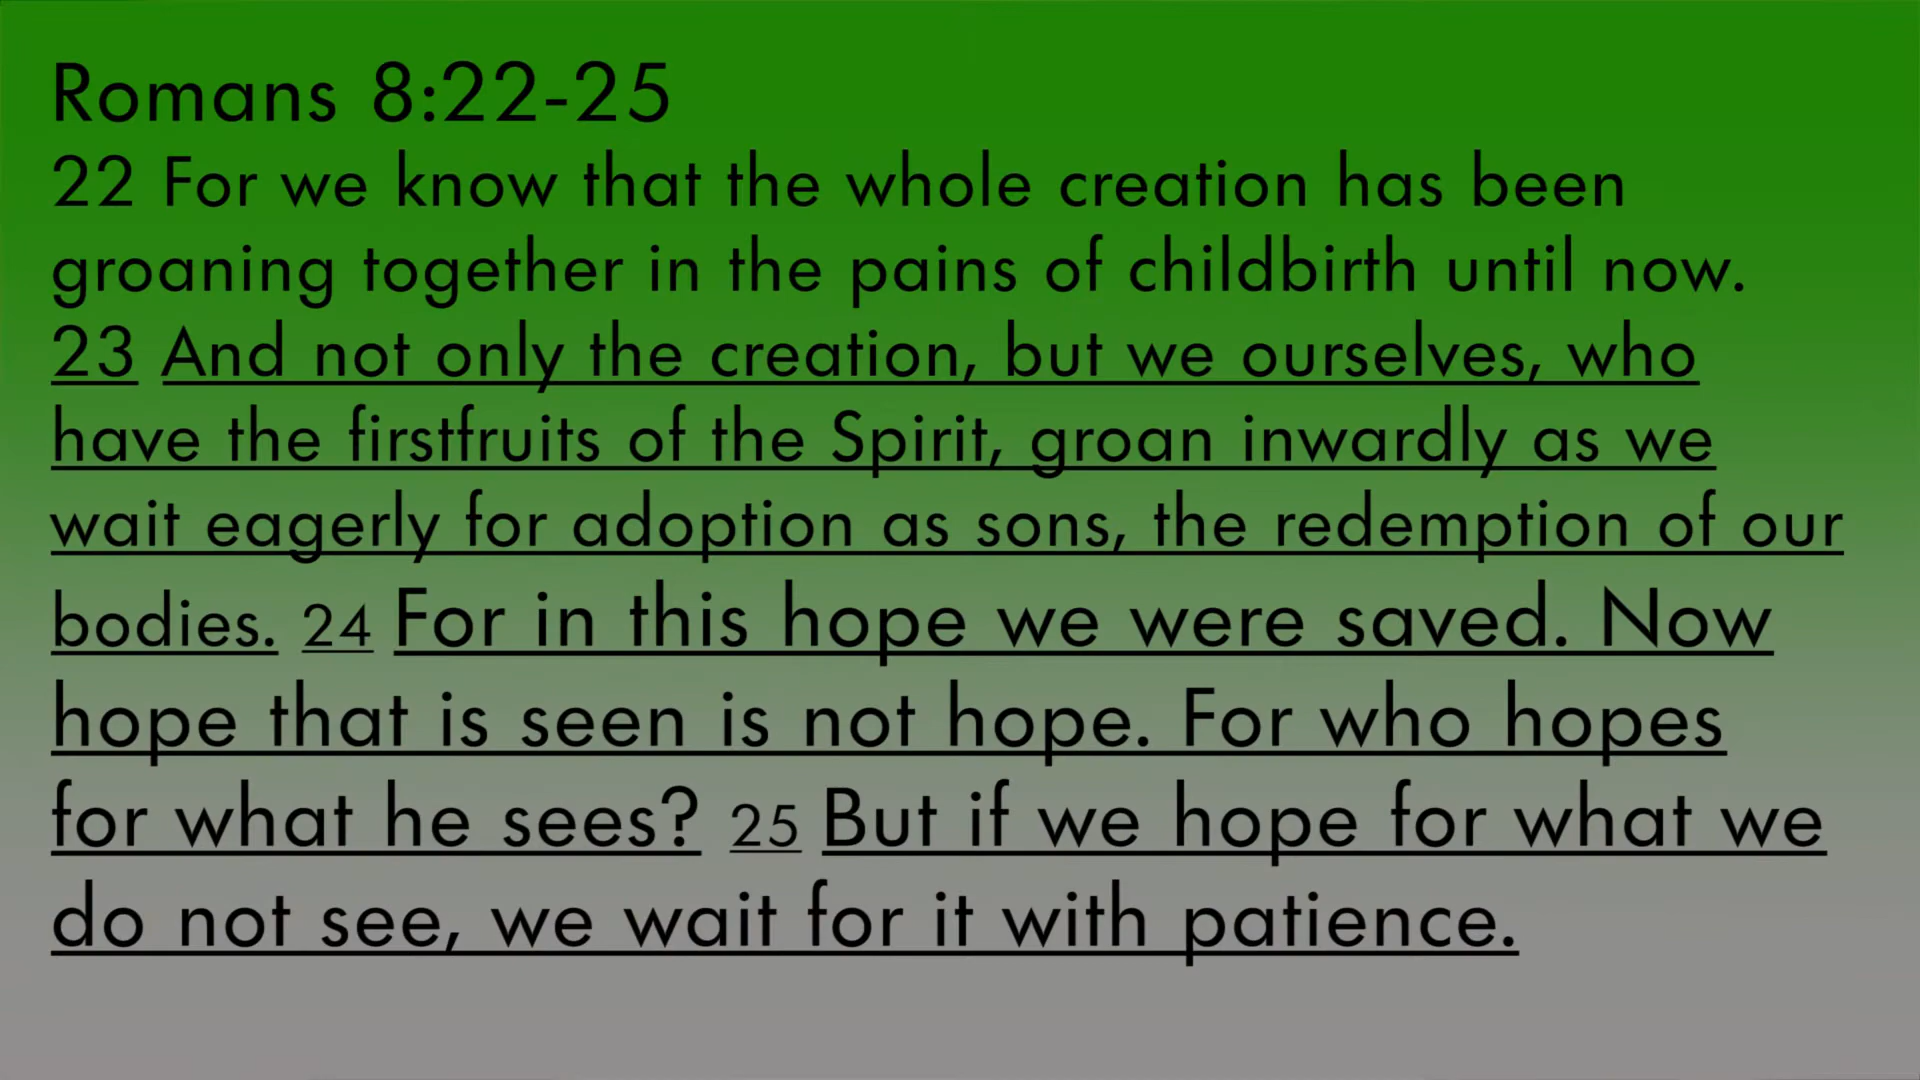 Romans 8:22-25
22 For we know that the whole creation has been
groaning together in the pains of childbirth until now.
23 And not only the creation, but we ourselves, who
have the firstfruits of the Spirit, groan inwardly as we
wait eagerly for adoption as sons, the redemption of our
bodies. 24 For in this hope we were saved. Now
hope that is seen is not hope. For who hopes
for what he sees? 25 But if we hope for what we
do not see, we wait for it with patience.